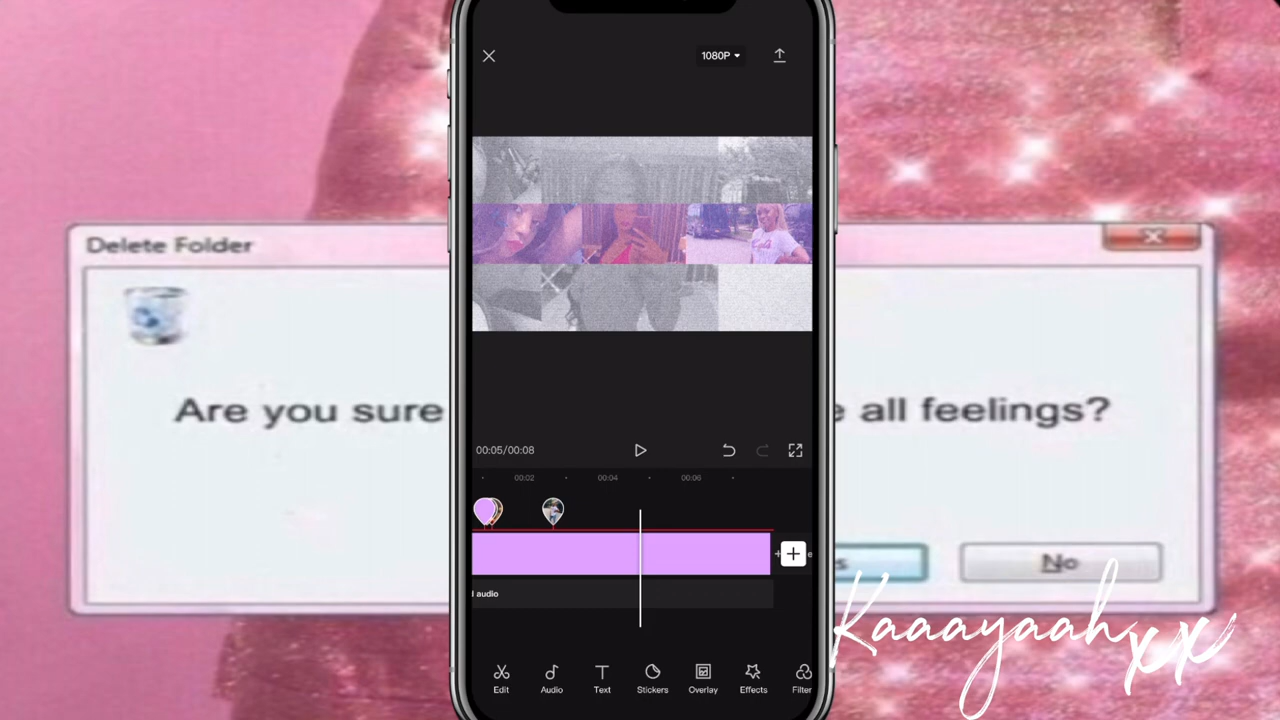 1080P
Delete Folder
Are you sure
all feelings?
00:05/00:08
00:02
00:04
00:06
audio
No
Kaaayaahxx
Edit
Audio
Text
Stickers
Overlay
Effects
Filter